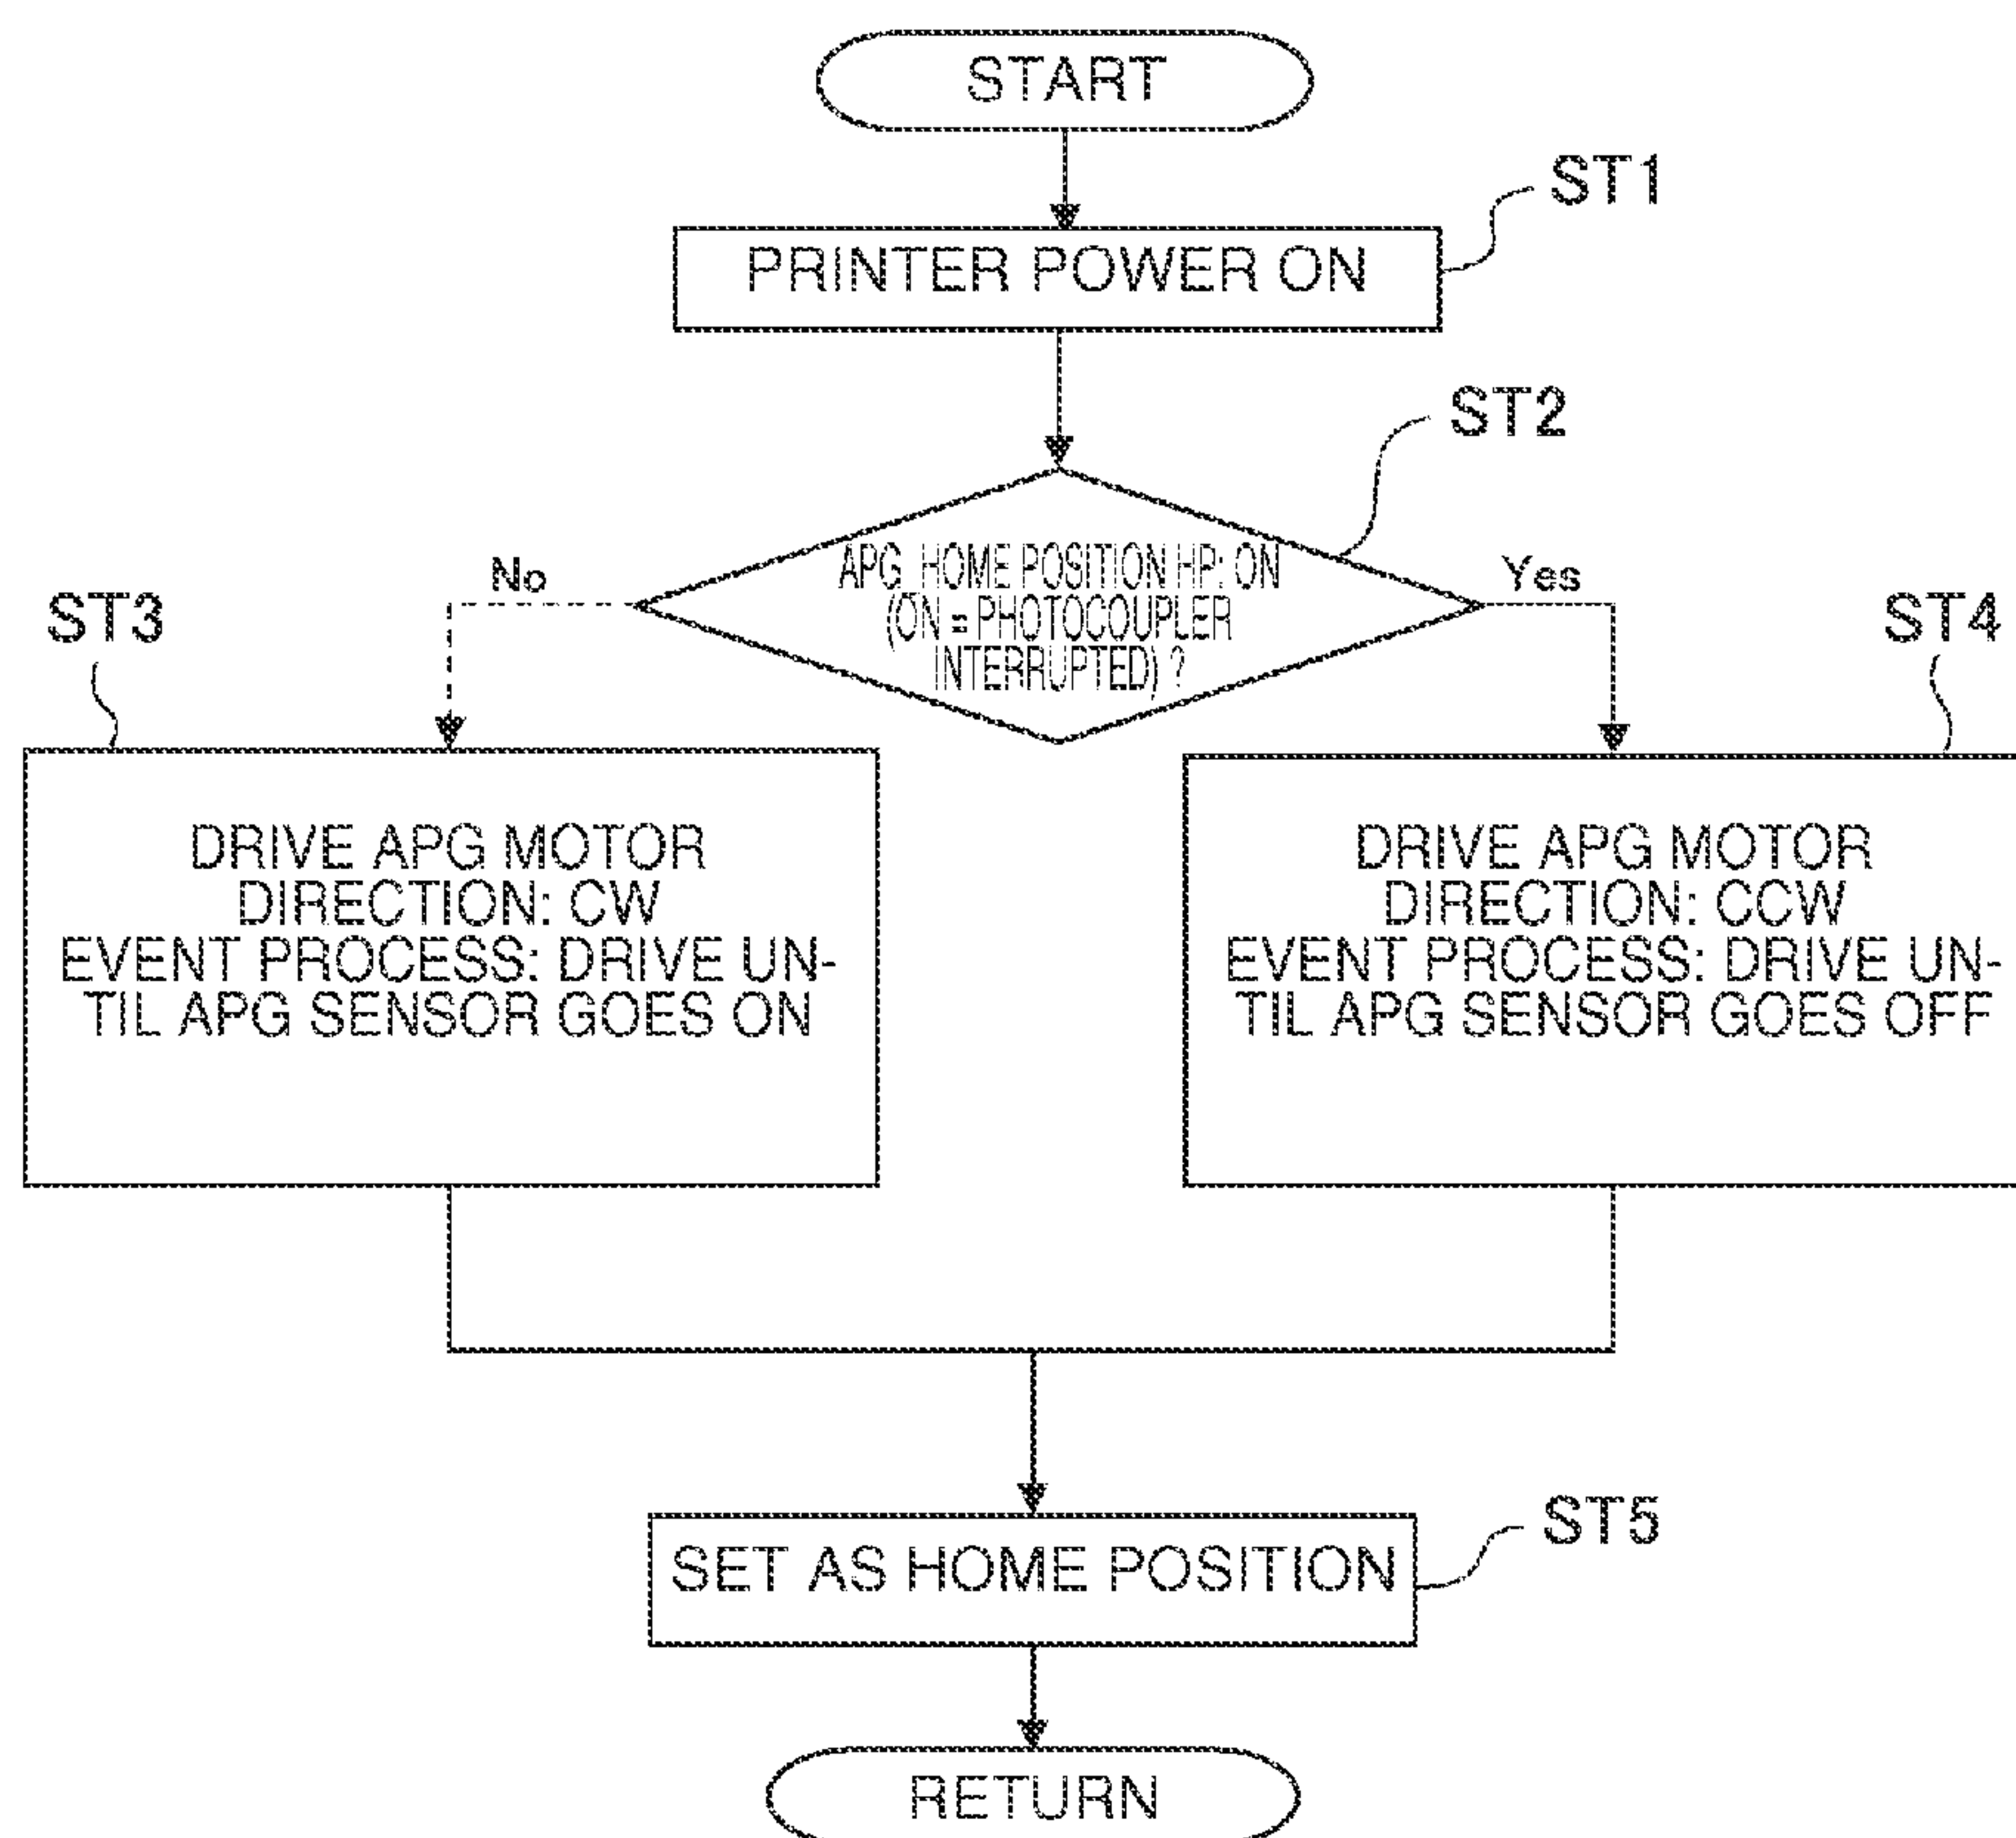 START
ST1
PRINTER POWER ON
ST2
APG_HOME POSITION HP: ON
(ON = PHOTOCOUPLER
INTERRUPTED) ?
No
Yes
ST3
ST4
DRIVE APG MOTOR
DIRECTION: CW
EVENT PROCESS: DRIVE UN-
TIL APG SENSOR GOES ON
DRIVE APG MOTOR
DIRECTION: CCW
EVENT PROCESS: DRIVE UN-
TIL APG SENSOR GOES OFF
ST5
SET AS HOME POSITION
RETURN